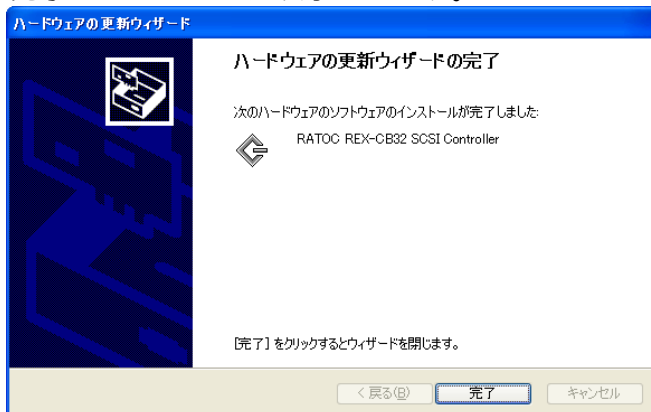 ハードウェアの更新ウィザード
ハードウェアの更新ウィザードの完了
次のハードウェアのソフトウェアのインストールが完了しました:
RATOC REX-CB32 SCSI Controller
[完了] をクリックするとウィザードを閉じます。
< 戻る(B)
完了
キャンセル